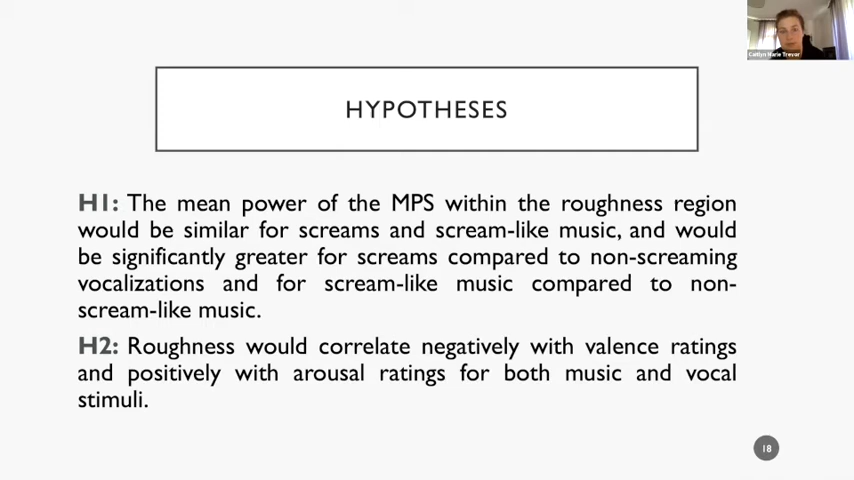 Caitlyn Marie Trevor
HYPOTHESES
H1: The mean power of the MPS within the roughness region
would be similar for screams and scream-like music, and would
be significantly greater for screams compared to non-screaming
vocalizations and for scream-like music compared to non-
scream-like music.
H2: Roughness would correlate negatively with valence ratings
and positively with arousal ratings for both music and vocal
stimuli.
18